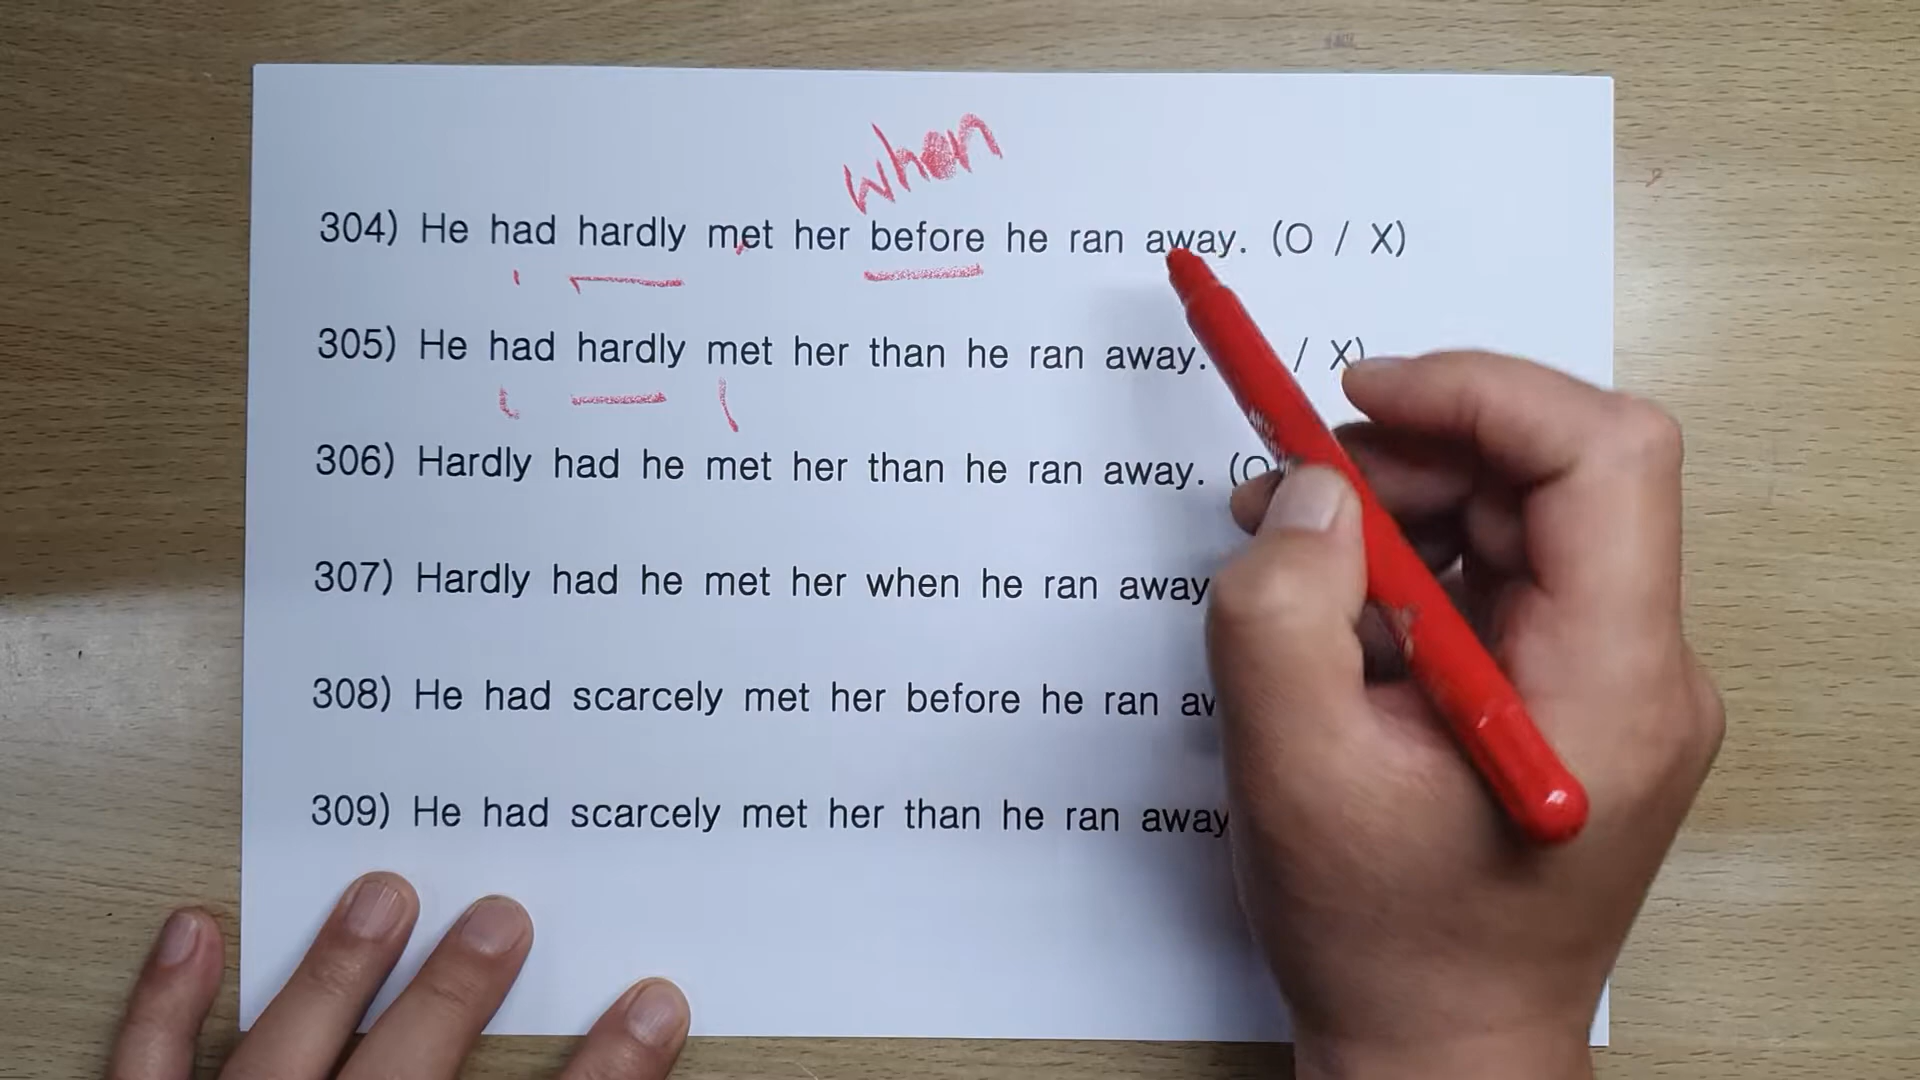 when
304) He had hardly met her before he ran away. (O / X)
305) He had hardly met her than he ran away. / X)
306) Hardly had he met her than he ran away. (O
307) Hardly had he met her when he ran away
308) He had scarcely met her before he ran
309) He had scarcely met her than he ran away